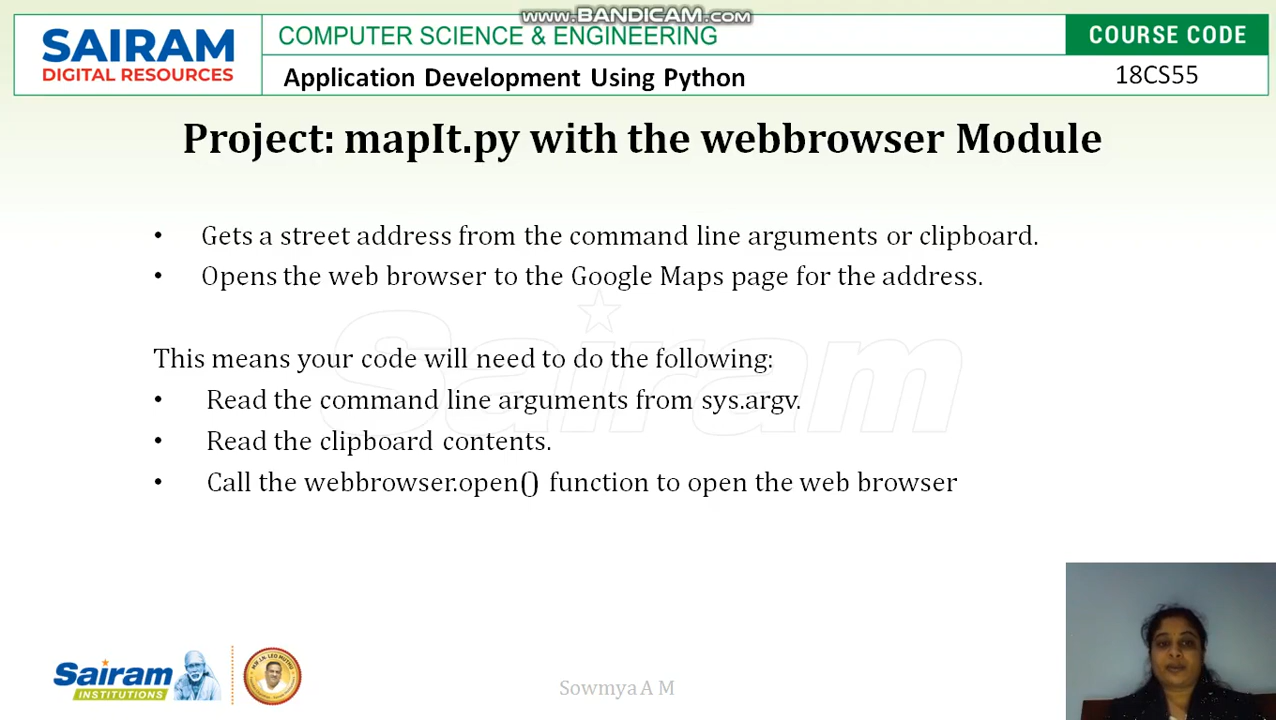 www.BANDICAM.com
SAIRAM
DIGITAL RESOURCES
COMPUTER SCIENCE & ENGINEERING
COURSE CODE
Application Development Using Python
18CS55
Project: mapIt.py with the webbrowser Module
• Gets a street address from the command line arguments or clipboard.
• Opens the web browser to the Google Maps page for the address.
Sairam
This means your code will need to do the following:
• Read the command line arguments from sys.argv.
• Read the clipboard contents.
• Call the webbrowser.open() function to open the web browser
Sairam
INSTITUTIONS
Sowmya A M